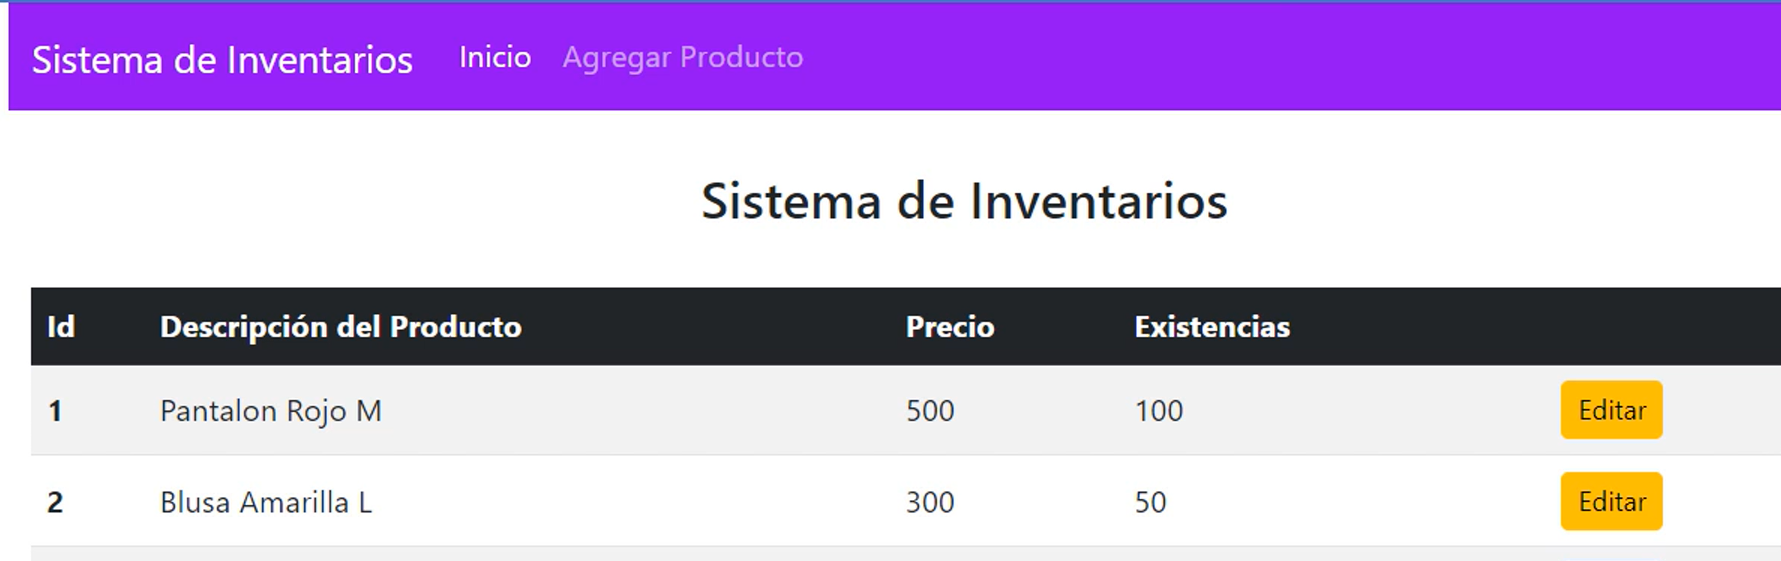 Sistema de Inventarios Inicio Agregar Producto
Sistema de Inventarios
Id Descripción del Producto Precio Existencias
1 Pantalon Rojo M 500 100 Editar
2 Blusa Amarilla L 300 50 Editar